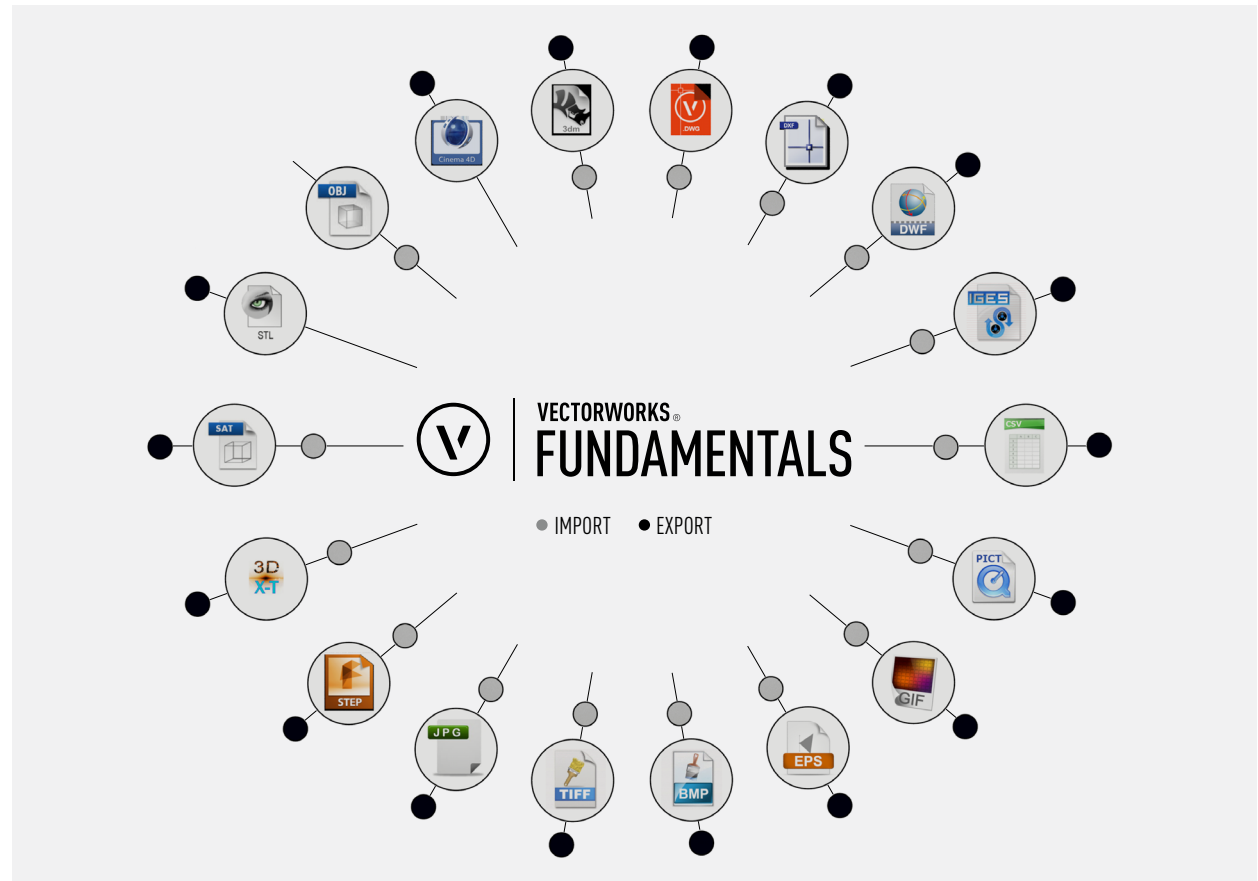 3dm
.DWG
DXF
Cinema 4D
OBJ
DWF
STL
IGES
SAT
VECTORWORKS®
FUNDAMENTALS
CSV
IMPORT
EXPORT
3D
X-T
PICT
STEP
GIF
JPG
EPS
TIFF
BMP